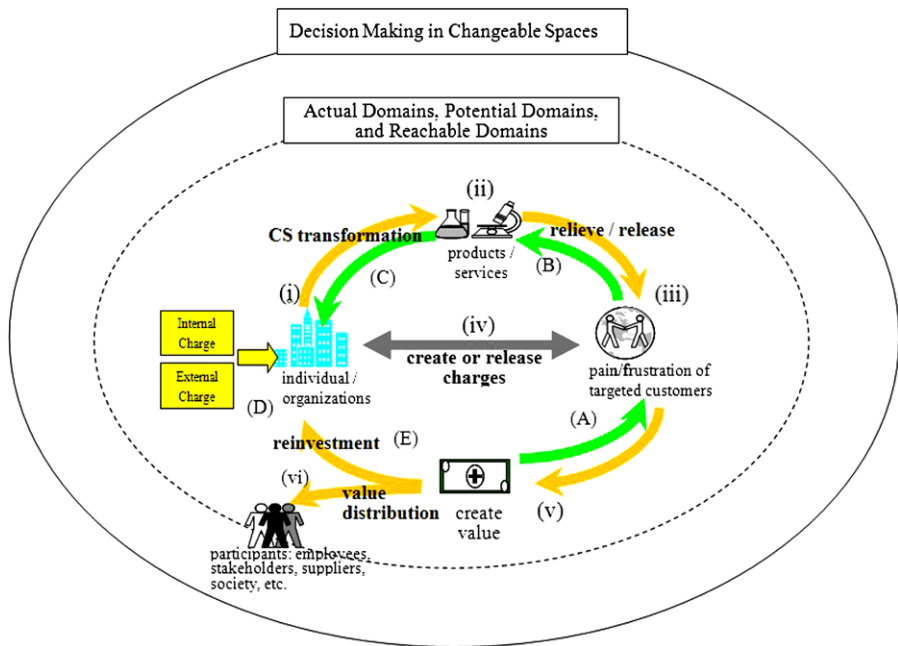 Decision Making in Changeable Spaces
Actual Domains, Potential Domains,
and Reachable Domains
(ii)
CS transformation
relieve / release
products /
services
(C)
(B)
(i)
(iii)
Internal
Charge
External
Charge
(iv)
create or release
charges
individual /
organizations
pain/frustration of
targeted customers
(D)
(A)
reinvestment
(E)
(vi)
value
distribution
create
value
(v)
participants: employees,
stakeholders, suppliers,
society, etc.